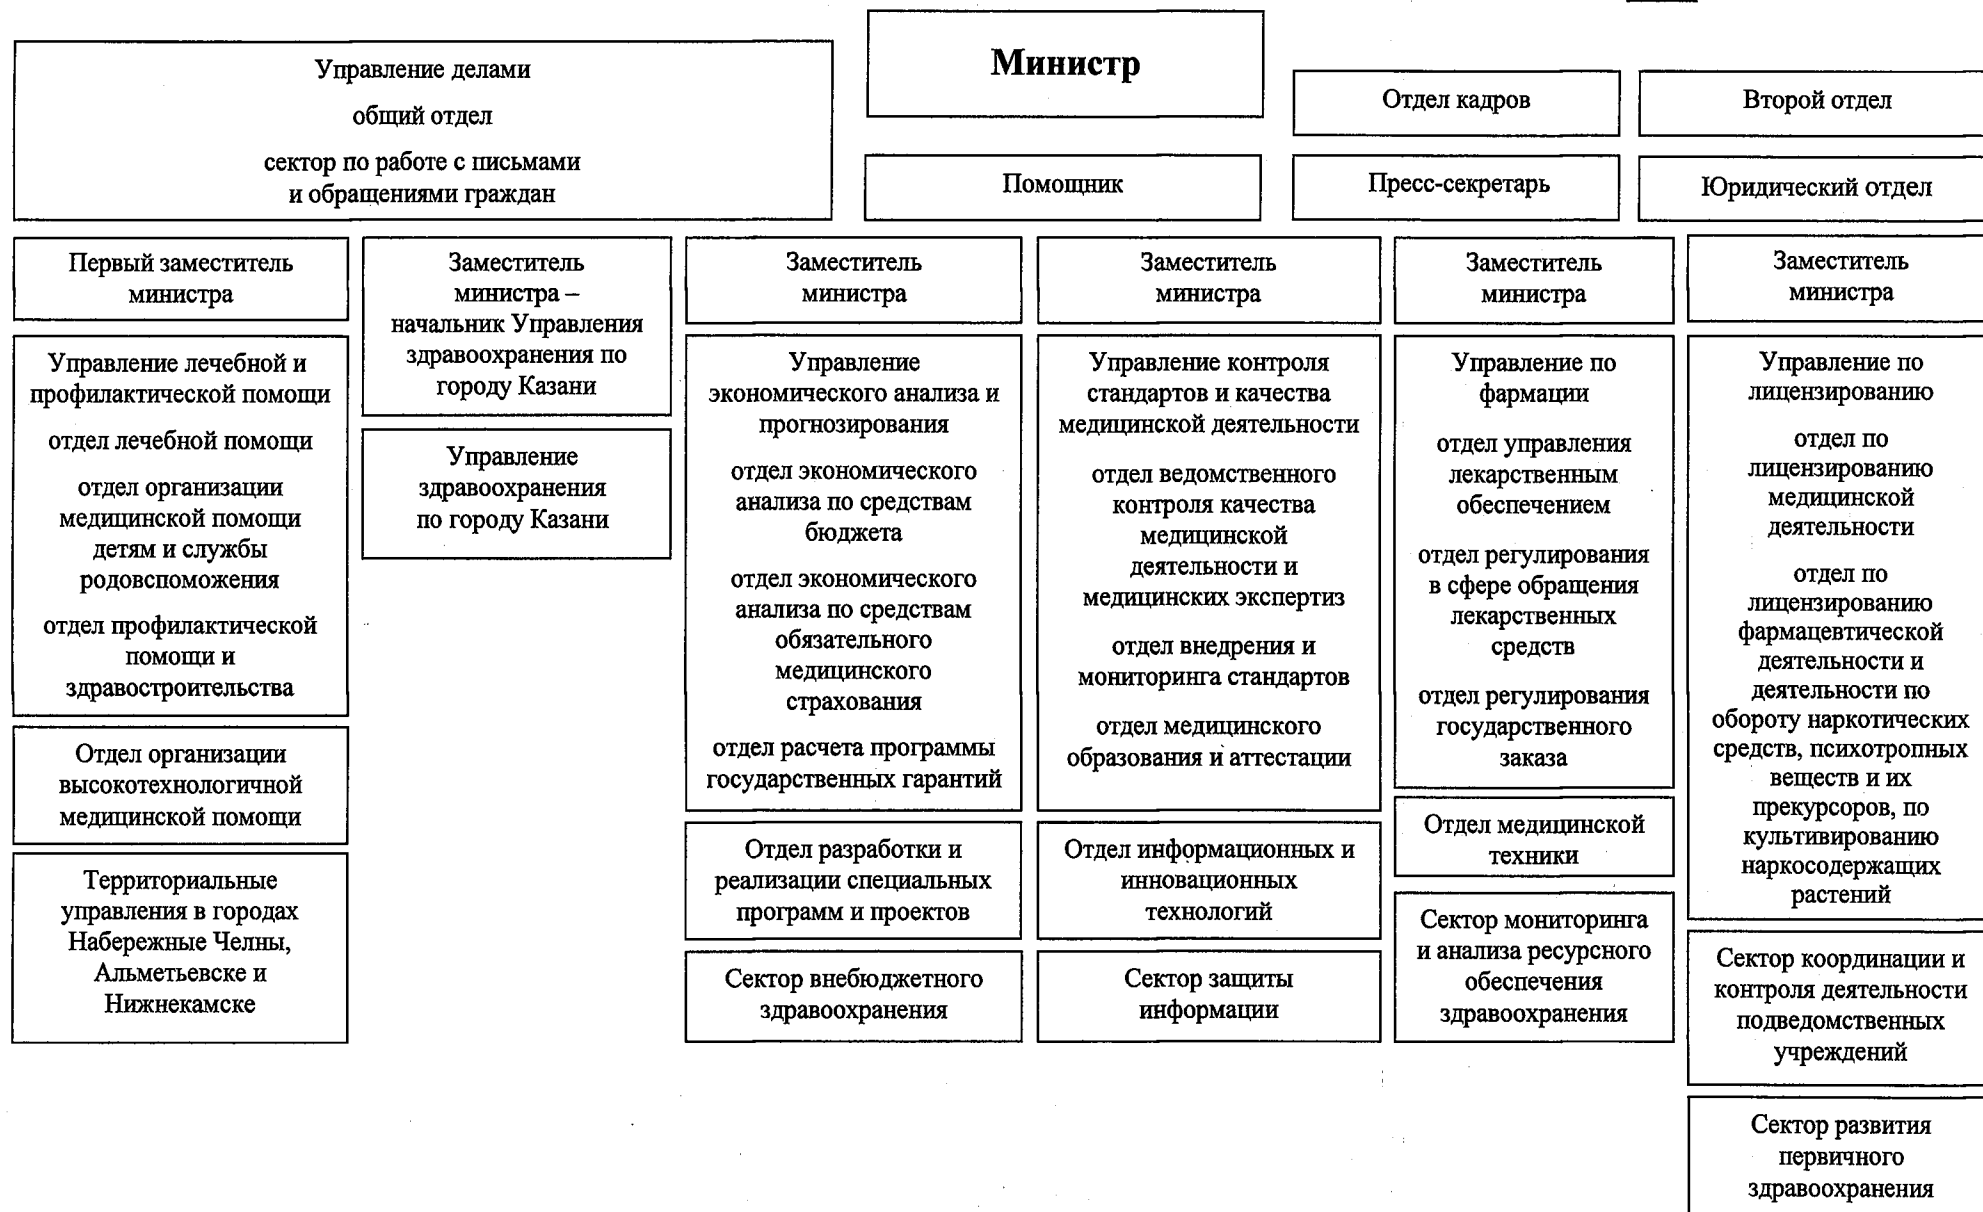 Министр
Управление делами
общий отдел
сектор по работе с письмами
и обращениями граждан
Отдел кадров
Второй отдел
Помощник
Пресс-секретарь
Юридический отдел
Первый заместитель
министра
Управление лечебной и
профилактической помощи
отдел лечебной помощи
отдел организации
медицинской помощи
детям и службы
родовспоможения
отдел профилактической
помощи и
здравостроительства
Отдел организации
высокотехнологичной
медицинской помощи
Территориальные
управления в городах
Набережные Челны,
Альметьевске и
Нижнекамске
Заместитель
министра –
начальник Управления
здравоохранения по
городу Казани
Управление
здравоохранения
по городу Казани
Заместитель
министра
Управление
экономического анализа и
прогнозирования
отдел экономического
анализа по средствам
бюджета
отдел экономического
анализа по средствам
обязательного
медицинского
страхования
отдел расчета программы
государственных гарантий
Отдел разработки и
реализации специальных
программ и проектов
Сектор внебюджетного
здравоохранения
Заместитель
министра
Управление контроля
стандартов и качества
медицинской деятельности
отдел ведомственного
контроля качества
медицинской
деятельности и
медицинских экспертиз
отдел внедрения и
мониторинга стандартов
отдел медицинского
образования и аттестации
Отдел информационных и
инновационных
технологий
Сектор защиты
информации
Заместитель
министра
Управление по
фармации
отдел управления
лекарственным
обеспечением
отдел регулирования
в сфере обращения
лекарственных
средств
отдел регулирования
государственного
заказа
Отдел медицинской
техники
Сектор мониторинга
и анализа ресурсного
обеспечения
здравоохранения
Заместитель
министра
Управление по
лицензированию
отдел по
лицензированию
медицинской
деятельности
отдел по
лицензированию
фармацевтической
деятельности и
деятельности по
обороту наркотических
средств, психотропных
веществ и их
прекурсоров, по
культивированию
наркосодержащих
растений
Сектор координации и
контроля деятельности
подведомственных
учреждений
Сектор развития
первичного
здравоохранения